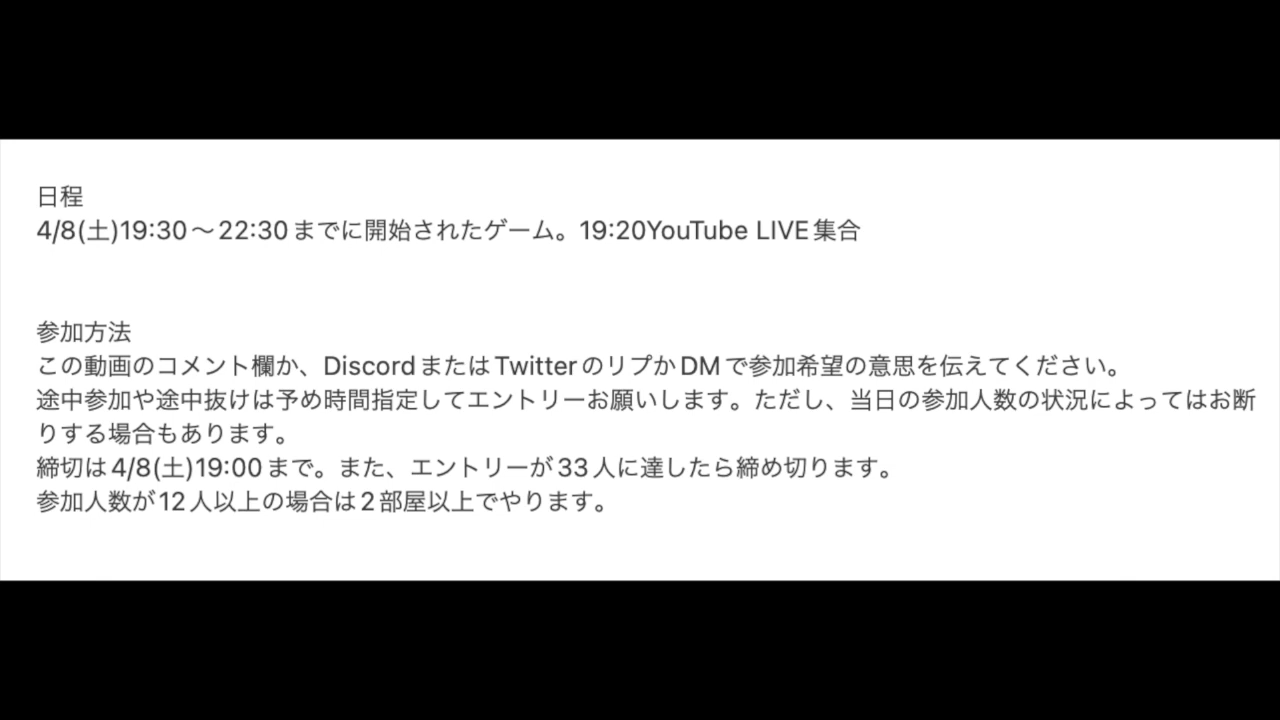 日程
4/8(土)19:30〜22:30までに開始されたゲーム。19:20YouTube LIVE集合
参加方法
この動画のコメント欄か、DiscordまたはTwitterのリプかDMで参加希望の意思を伝えてください。
途中参加や途中抜けは予め時間指定してエントリーお願いします。ただし、当日の参加人数の状況によってはお断
りする場合もあります。
締切は4/8(土)19:00まで。また、エントリーが33人に達したら締め切ります。
参加人数が12人以上の場合は2部屋以上でやります。